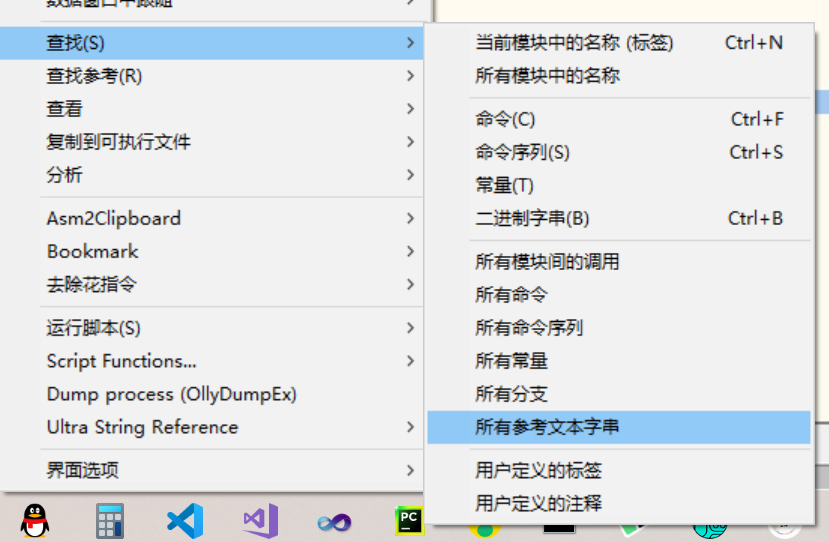 数据窗口中跟随
查找(S)
查找参考(R)
查看
复制到可执行文件
分析
Asm2Clipboard
Bookmark
去除花指令
运行脚本(S)
Script Functions...
Dump process (OllyDumpEx)
Ultra String Reference
界面选项
当前模块中的名称 (标签) Ctrl+N
所有模块中的名称
命令(C) Ctrl+F
命令序列(S) Ctrl+S
常量(T)
二进制字串(B) Ctrl+B
所有模块间的调用
所有命令
所有命令序列
所有常量
所有分支
所有参考文本字串
用户定义的标签
用户定义的注释
PC